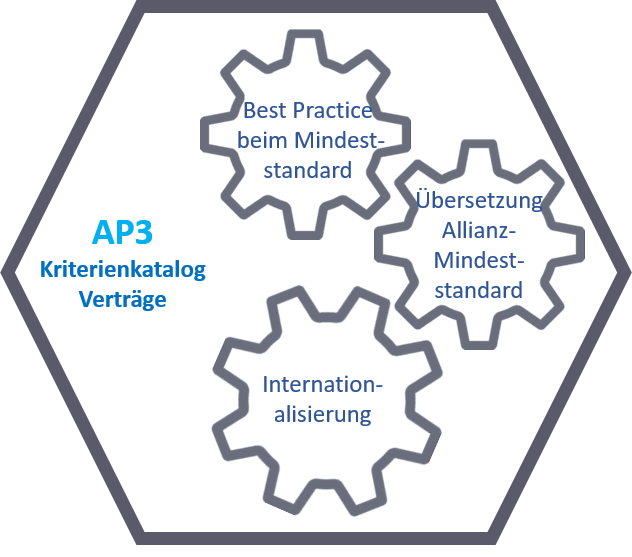 AP3
Kriterienkatalog
Verträge
Best Practice
beim Mindest-
standard
Übersetzung
Allianz-
Mindest-
standard
Internation-
alisierung